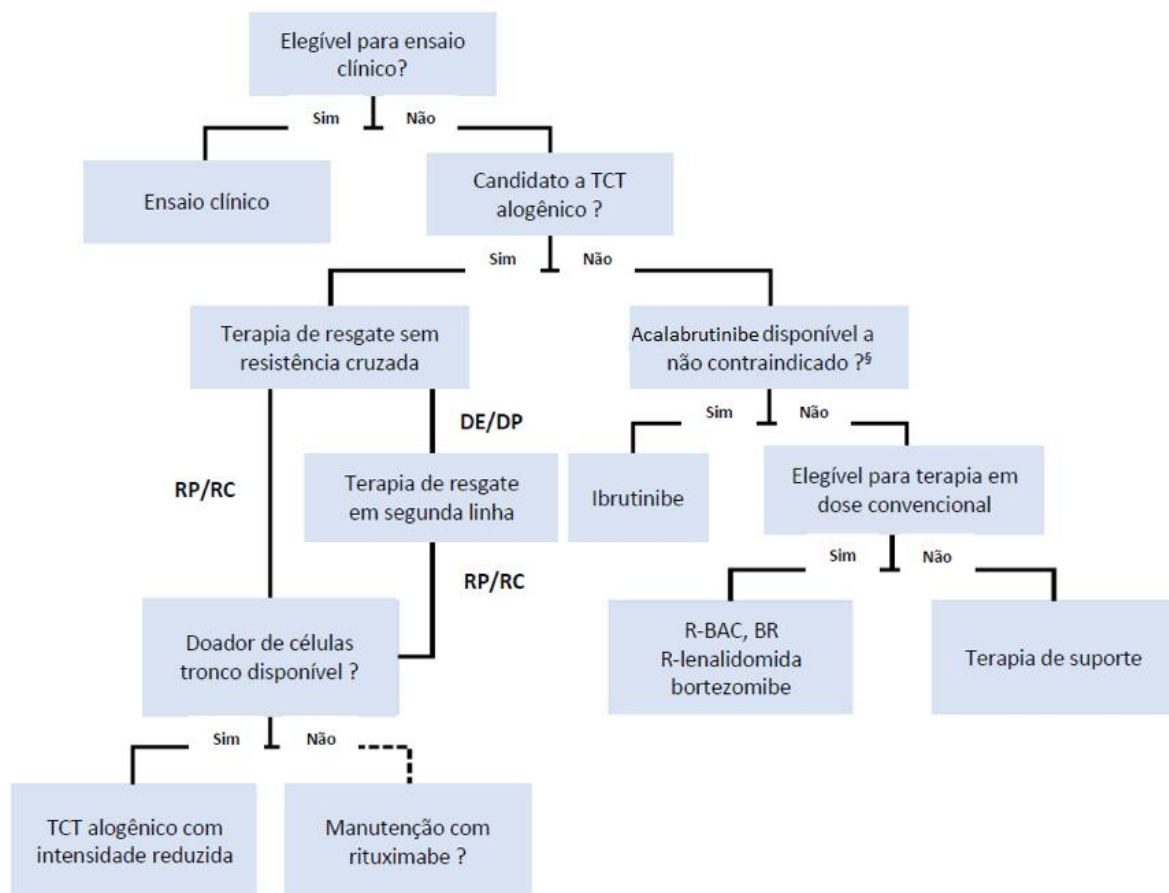 Elegível para ensaio
clínico?
Sim
Não
Ensaio clínico
Candidato a TCT
alogênico ?
Sim
Não
Terapia de resgate sem
resistência cruzada
Acalabrutinibe disponível a
não contraindicado ?§
DE/DP
Sim
Não
RP/RC
Terapia de resgate
em segunda linha
Ibrutinibe
Elegível para terapia em
dose convencional
RP/RC
Sim
Não
Doador de células
tronco disponível ?
R-BAC, BR
R-lenalidomida
bortezomibe
Terapia de suporte
Sim
Não
TCT alogênico com
intensidade reduzida
Manutenção com
rituximabe ?